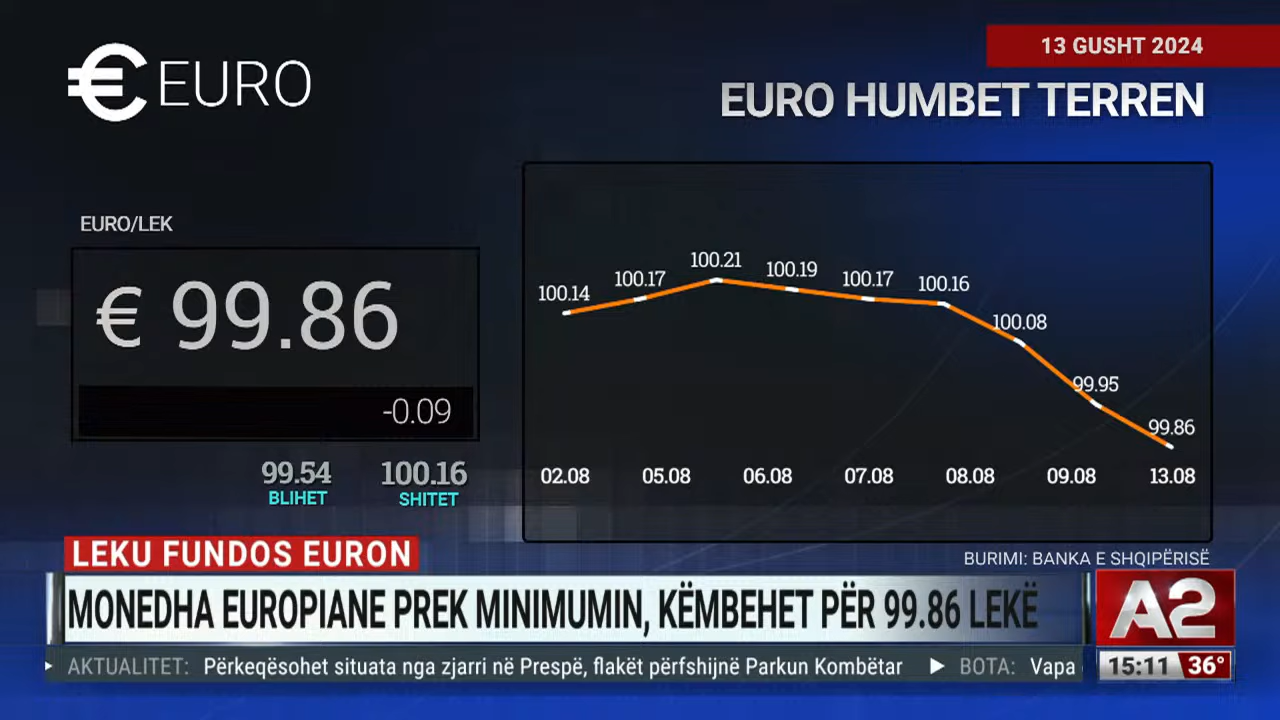 € EURO
13 GUSHT 2024
EURO HUMBET TERREN
EURO/LEK
€ 99.86
-0.09
99.54 100.16
BLIHET SHITET
100.14 100.17 100.21 100.19 100.17 100.16 100.08 99.95 99.86
02.08 05.08 06.08 07.08 08.08 09.08 13.08
BURIMI: BANKA E SHQIPËRISË
LEKU FUNDOS EURON
MONEDHA EUROPIANE PREK MINIMUMIN, KËMBEHET PËR 99.86 LEKË
A2
AKTUALITET: Përkeqësohet situata nga zjarri në Prespë, flakët përfshijnë Parkun Kombëtar BOTA: Vapa
15:11 36°